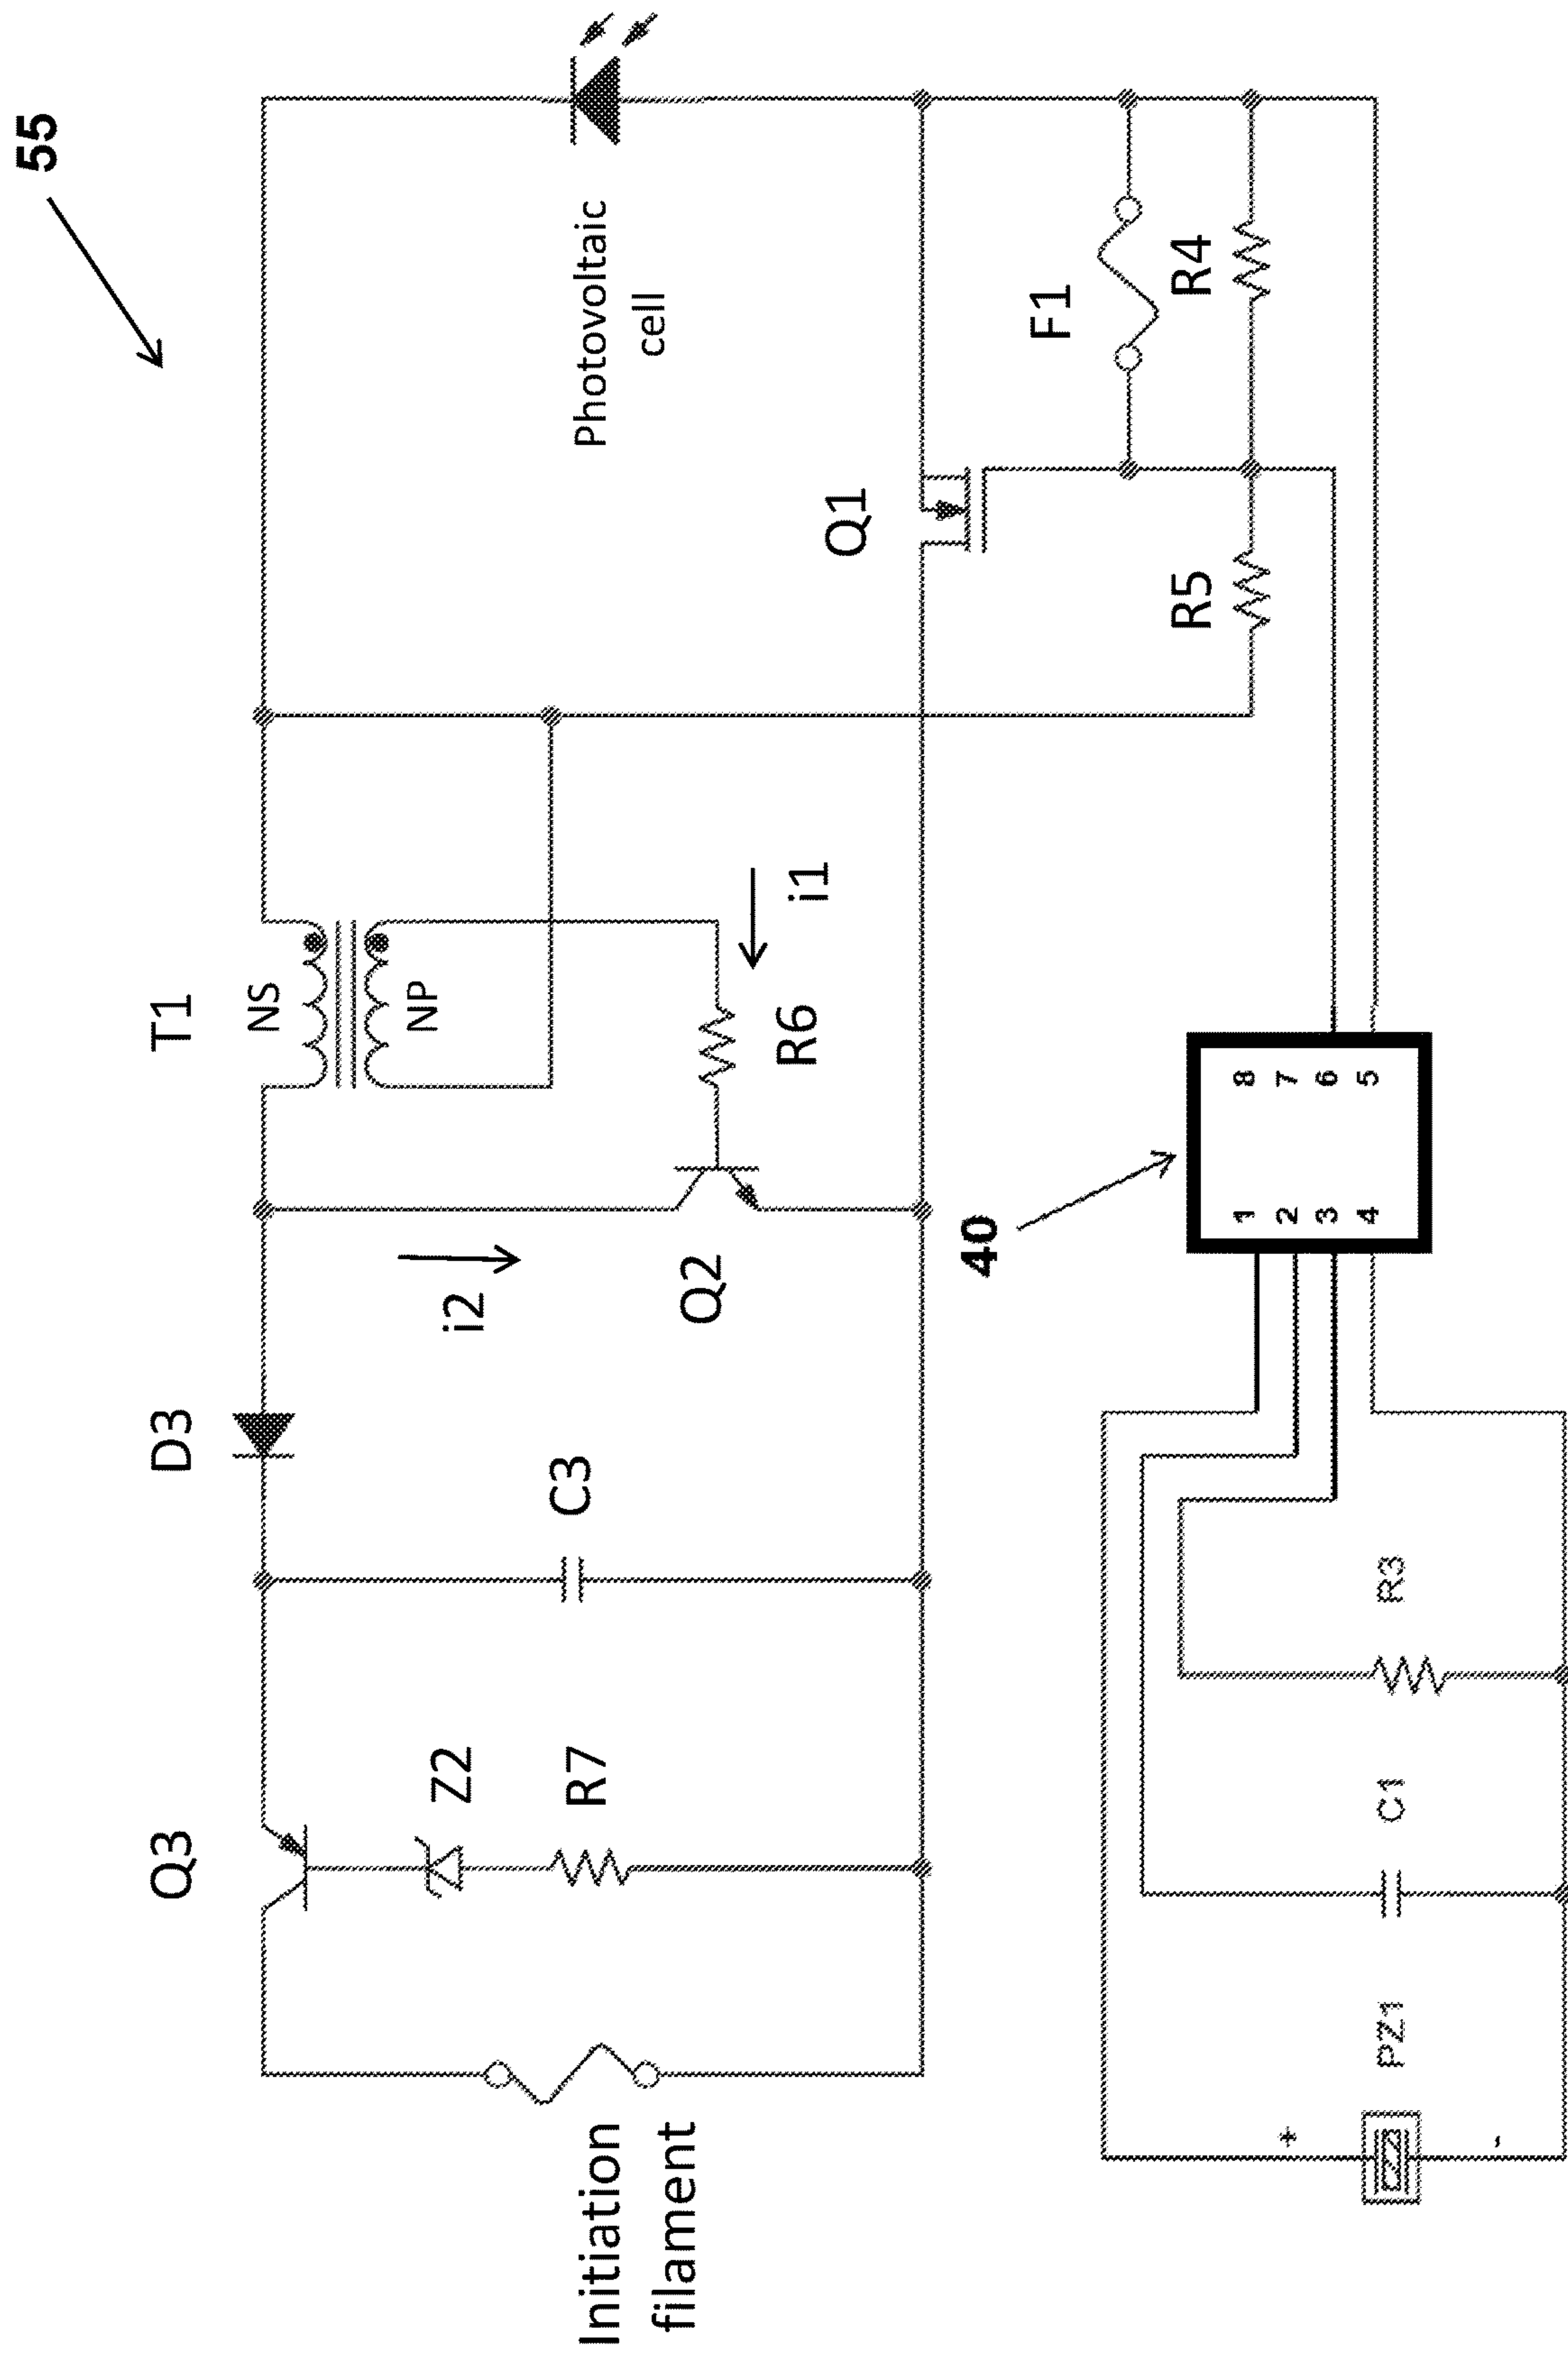 55
T1
NS
NP
D3
Q3
Photovoltaic
cell
i1
i2
R6
Q2
C3
Z2
R7
Initiation
filament
Q1
F1
R4
R5
40
8
7
6
5
1
2
3
4
R3
C1
PZ1
+
-